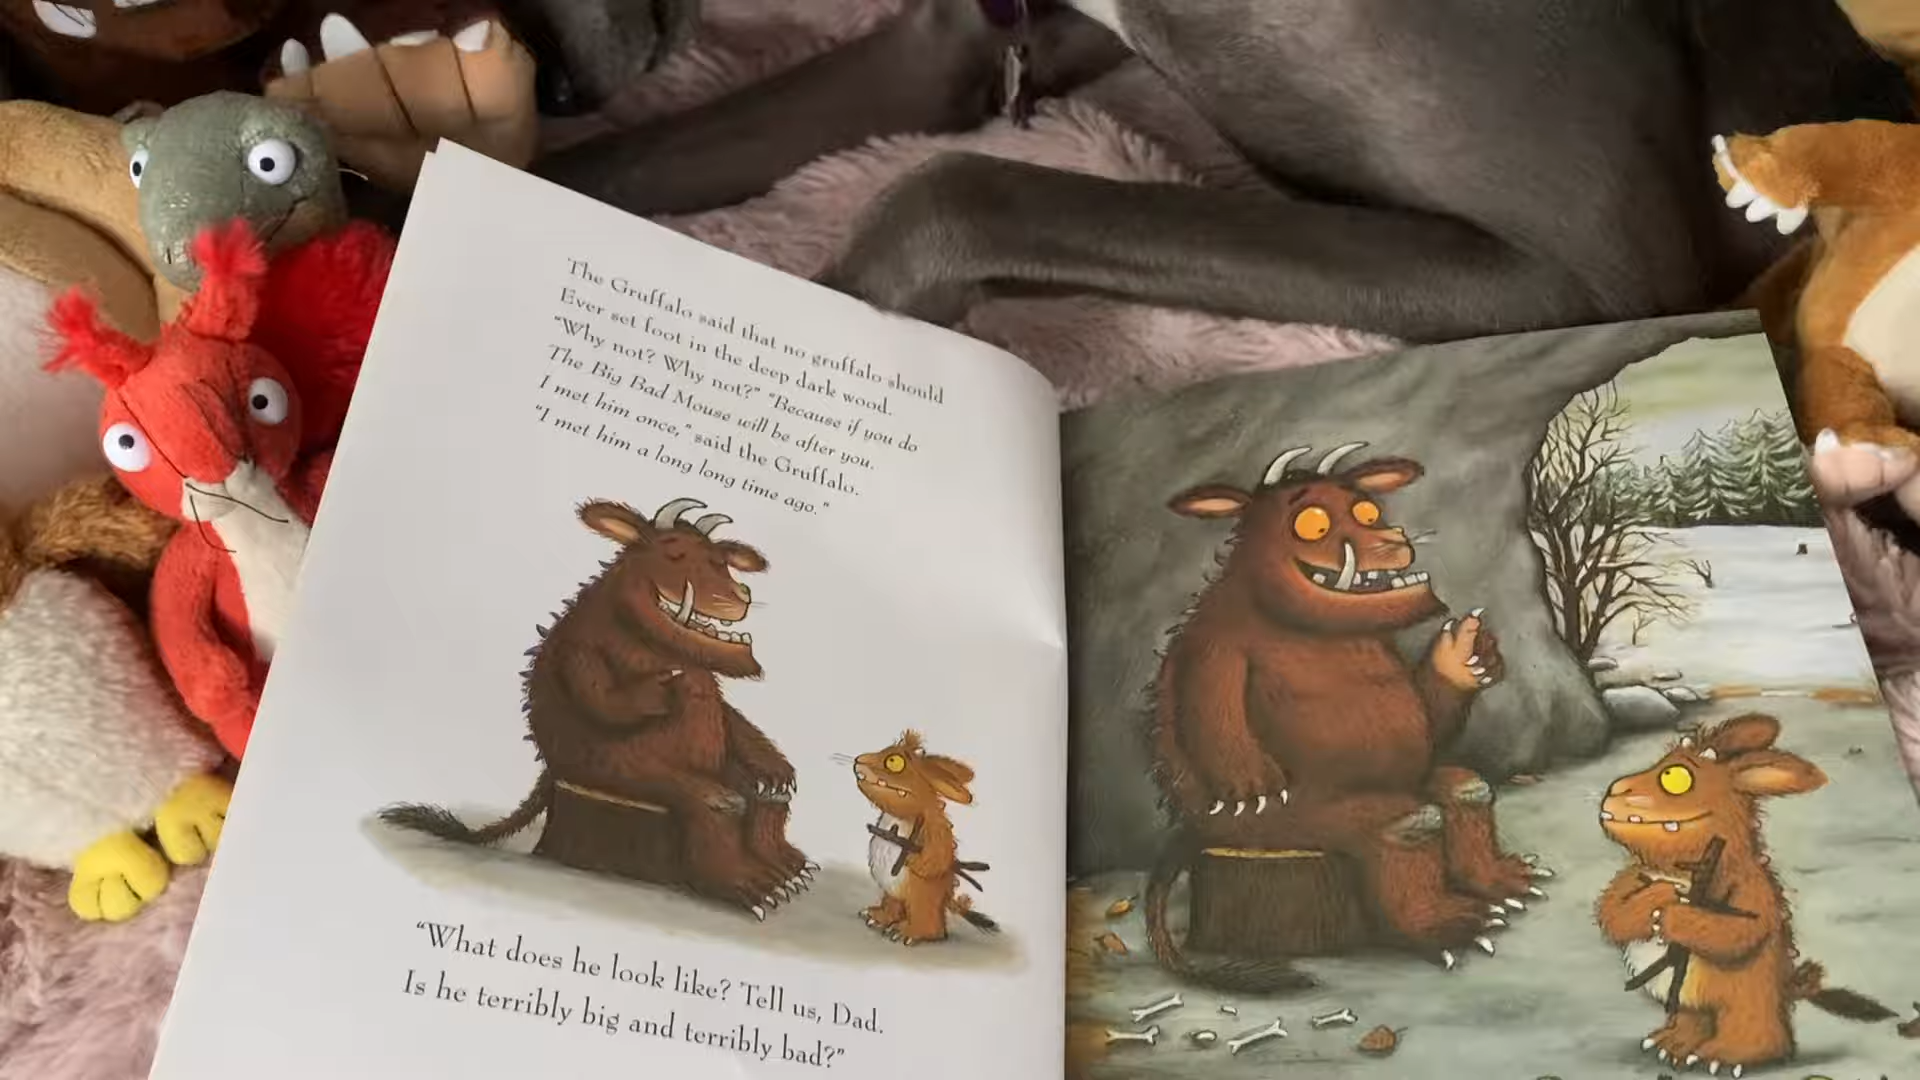 The Gruffalo said that no gruffalo should
Ever set foot in the deep dark wood.
“Why not? Why not?” “Because if you do
The Big Bad Mouse will be after you.
I met him once,” said the Gruffalo.
“I met him a long long time ago.”
“What does he look like? Tell us, Dad.
Is he terribly big and terribly bad?”